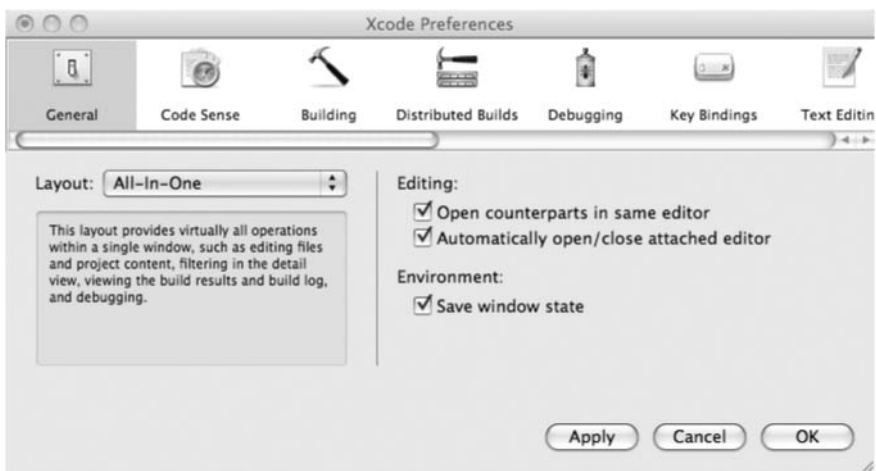 Xcode Preferences
General
Code Sense
Building
Distributed Builds
Debugging
Key Bindings
Text Editin
Layout: All-In-One
This layout provides virtually all operations
within a single window, such as editing files
and project content, filtering in the detail
view, viewing the build results and build log,
and debugging.
Editing:
Open counterparts in same editor
Automatically open/close attached editor
Environment:
Save window state
Apply
Cancel
OK